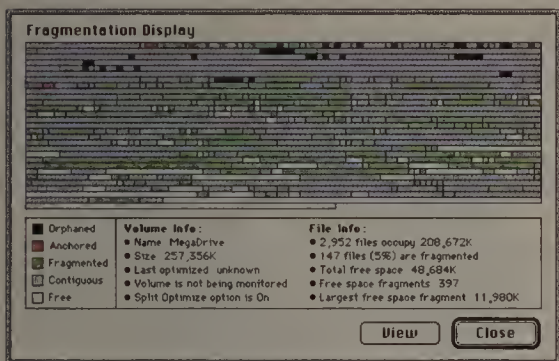 Fragmentation Display
Orphaned
Anchored
Fragmented
Contiguous
Free
Volume Info:
• Name MegaDrive
• Size 257,356K
• Last optimized unknown
• Volume is not being monitored
• Split Optimize option is On
File Info:
• 2,952 files occupy 208,672K
• 147 files (5%) are fragmented
• Total free space 48,684K
• Free space fragments 397
• Largest free space fragment 11,980K
View
Close